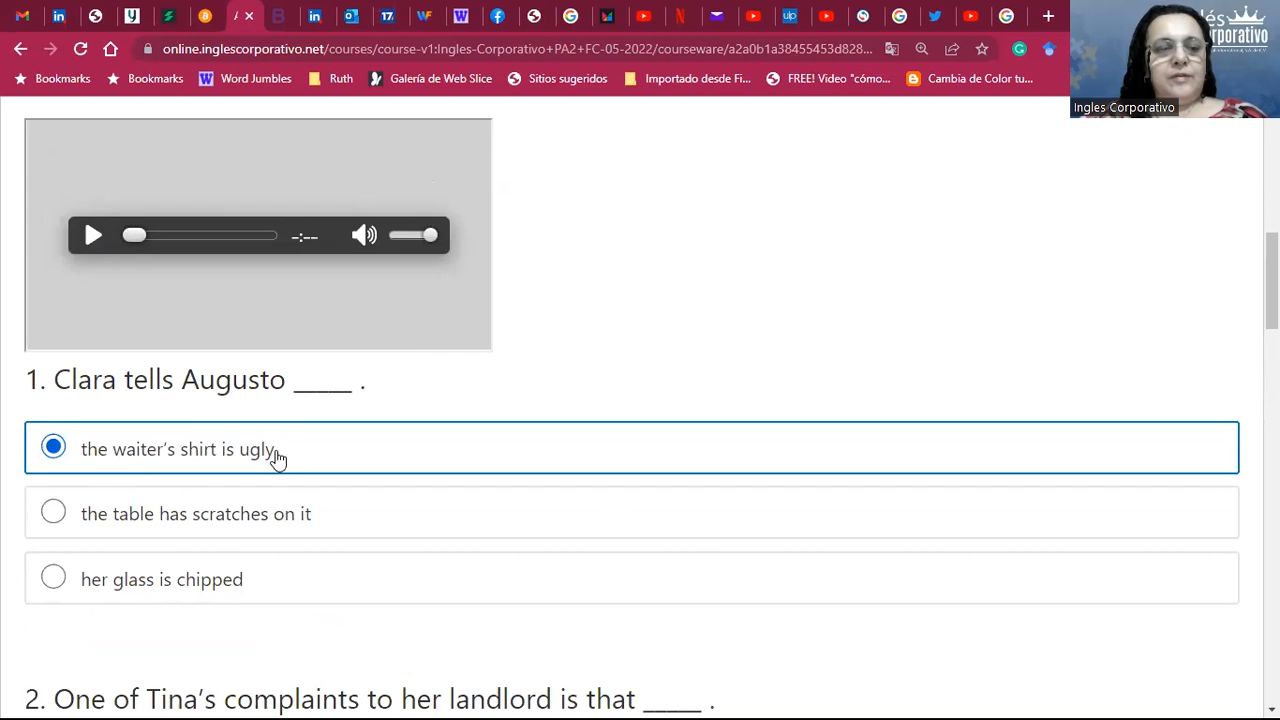 17
WF
W
up
online.inglescorporativo.net/courses/course-v1:Ingles-Corporativo+PA2+FC-05-2022/courseware/a2a0b1a38455453d828...
Bookmarks
Bookmarks
Word Jumbles
Ruth
Galería de Web Slice
Sitios sugeridos
Importado desde Fi...
FREE! Video "cómo...
Cambia de Color tu...
Ingles Corporativo
-:--
1. Clara tells Augusto _____ .
the waiter’s shirt is ugly
the table has scratches on it
her glass is chipped
2. One of Tina’s complaints to her landlord is that _____ .